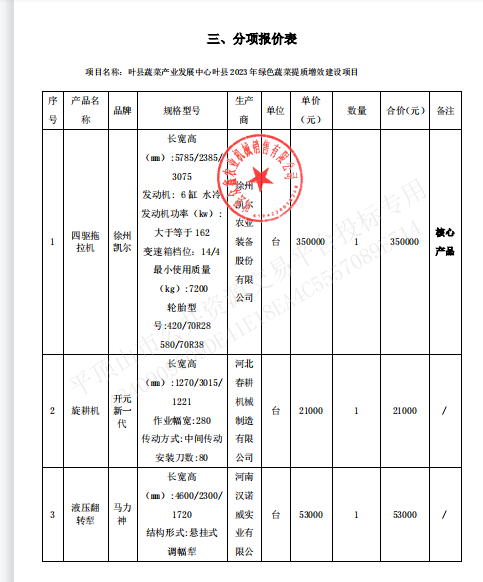 三、分项报价表
项目名称：叶县蔬菜产业发展中心叶县 2023 年绿色蔬菜提质增效建设项目
序号 产品名称 品牌 规格型号 生产商 单位 单价（元） 数量 合价(元) 备注
1 四驱拖拉机 徐州凯尔
长宽高
（mm）:5785/2385/
3075
发动机: 6 缸 水冷
发动机功率（kw）:
大于等于 162
变速箱档位: 14/4
最小使用质量
（kg）:7200
轮胎型
号:420/70R28
580/70R38
徐州
凯尔
农业
装备
股份
有限
公司
台 350000 1 350000 核心产品
2 旋耕机 开元新一代
长宽高
（mm）:1270/3015/
1221
作业幅宽:280
传动方式:中间传动
安装刀数:80
河北
春耕
机械
制造
有限
公司
台 21000 1 21000 /
3 液压翻转犁 马力神
长宽高
（mm）:4600/2300/
1720
结构形式:悬挂式
调幅犁
河南
汉诺
威实
业有
限公
台 53000 1 53000 /